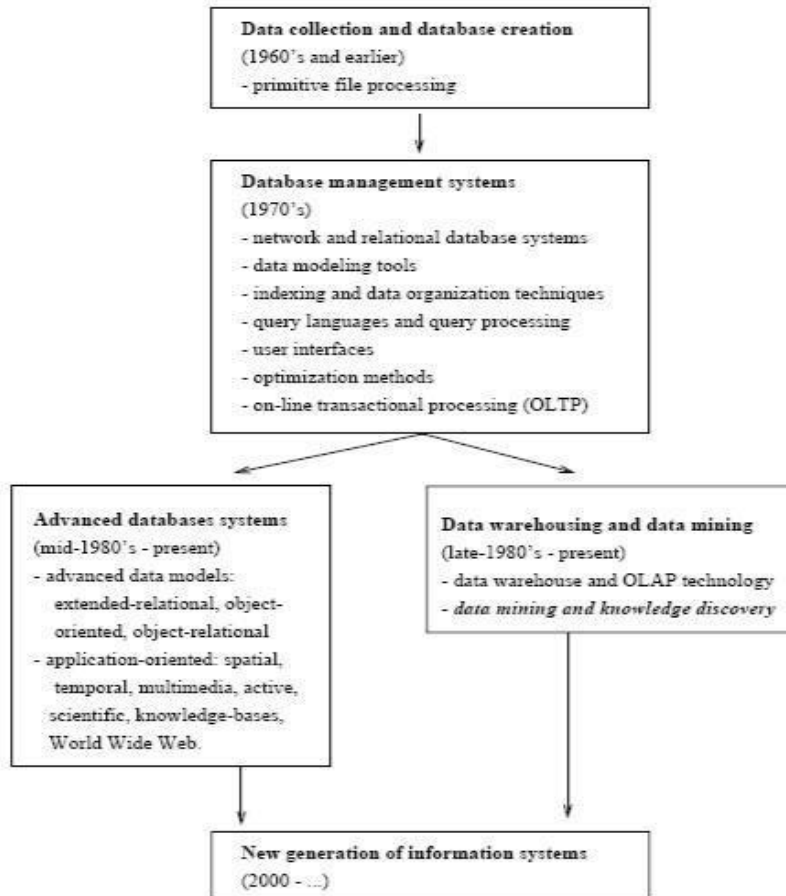 Data collection and database creation
(1960's and earlier)
- primitive file processing
Database management systems
(1970's)
- network and relational database systems
- data modeling tools
- indexing and data organization techniques
- query languages and query processing
- user interfaces
- optimization methods
- on-line transactional processing (OLTP)
Advanced databases systems
(mid-1980's - present)
- advanced data models:
extended-relational, object-
oriented, object-relational
- application-oriented: spatial,
temporal, multimedia, active,
scientific, knowledge-bases,
World Wide Web.
Data warehousing and data mining
(late-1980's - present)
- data warehouse and OLAP technology
- data mining and knowledge discovery
New generation of information systems
(2000 - ...)